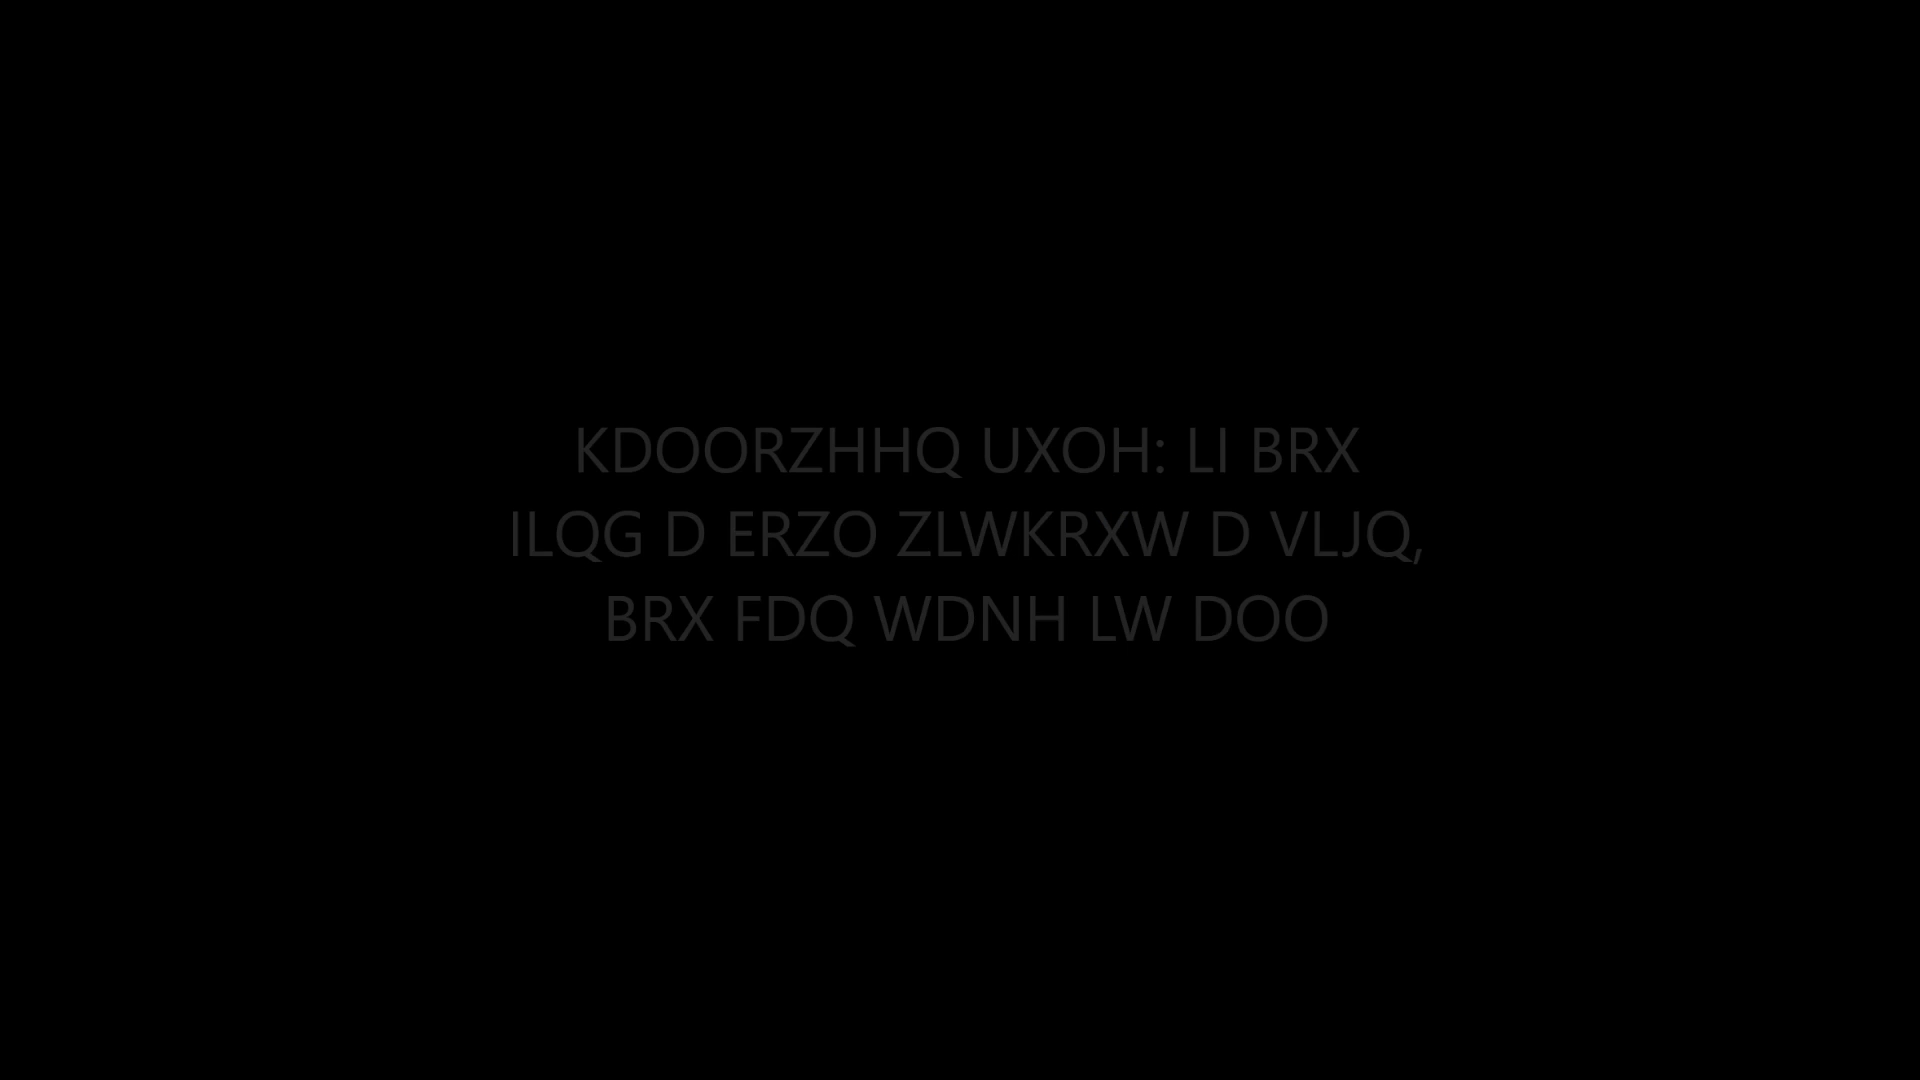 KDOORZHHQ UXOH: LI BRX
ILQG D ERZO ZLWKRXW D VLJQ,
BRX FDQ WDNH LW DOO